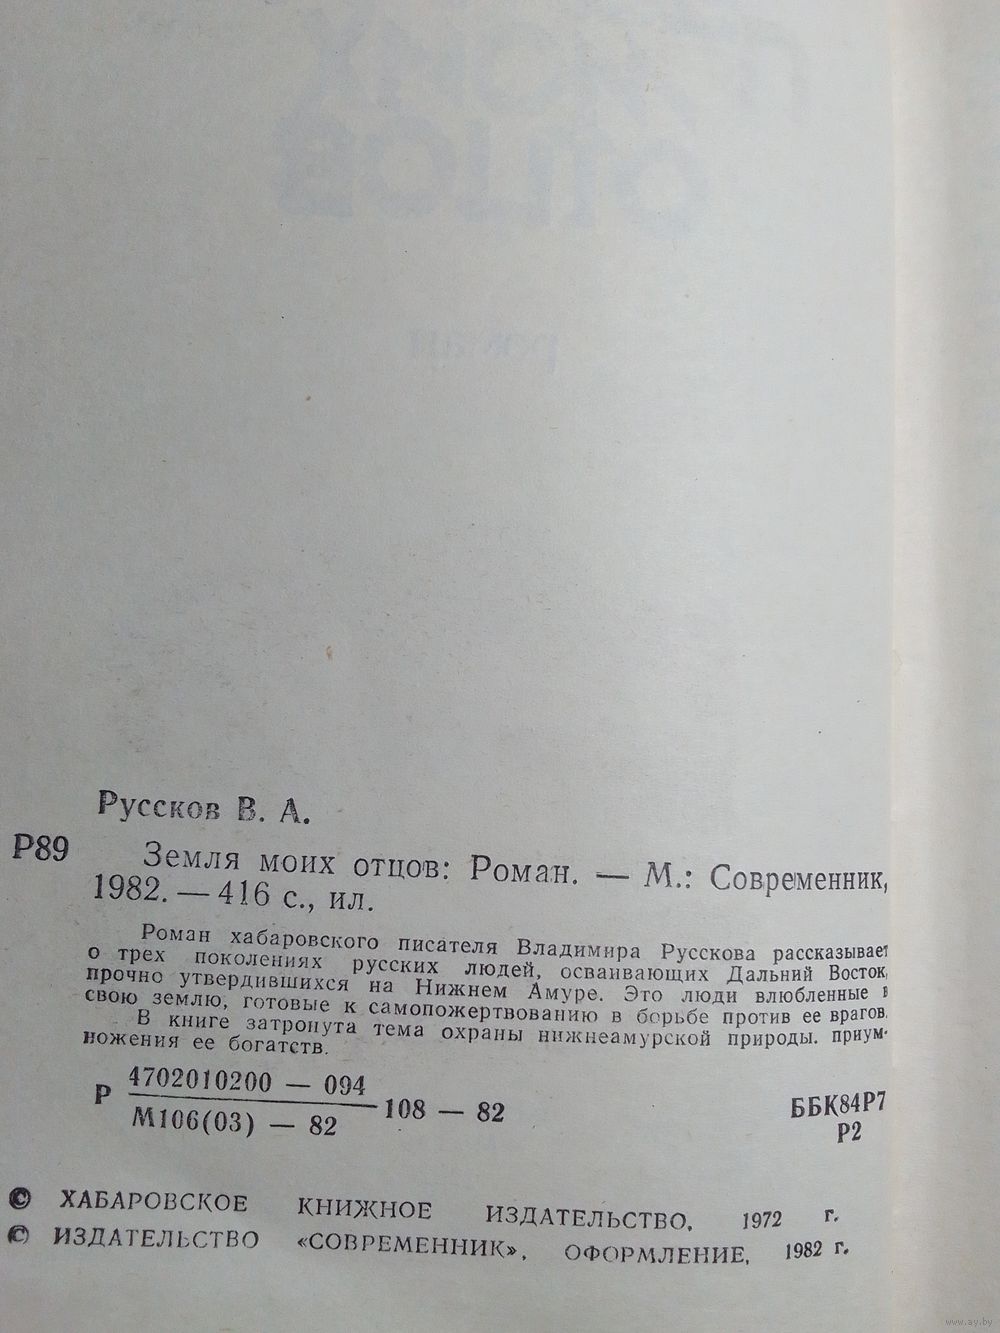 Руссков В. А.
Р89
Земля моих отцов: Роман. — М.: Современник,
1982. — 416 с., ил.
Роман хабаровского писателя Владимира Русскова рассказывает
о трех поколениях русских людей, осваивающих Дальний Восток,
прочно утвердившихся на Нижнем Амуре. Это люди влюбленные в
свою землю, готовые к самопожертвованию в борьбе против ее врагов.
В книге затронута тема охраны нижнеамурской природы. приум-
ножения ее богатств.
Р 4702010200 — 094
М106(03) — 82
108 — 82
ББК84Р7
Р2
© ХАБАРОВСКОЕ КНИЖНОЕ ИЗДАТЕЛЬСТВО, 1972 г.
© ИЗДАТЕЛЬСТВО «СОВРЕМЕННИК», ОФОРМЛЕНИЕ, 1982 г.
www.ay.by